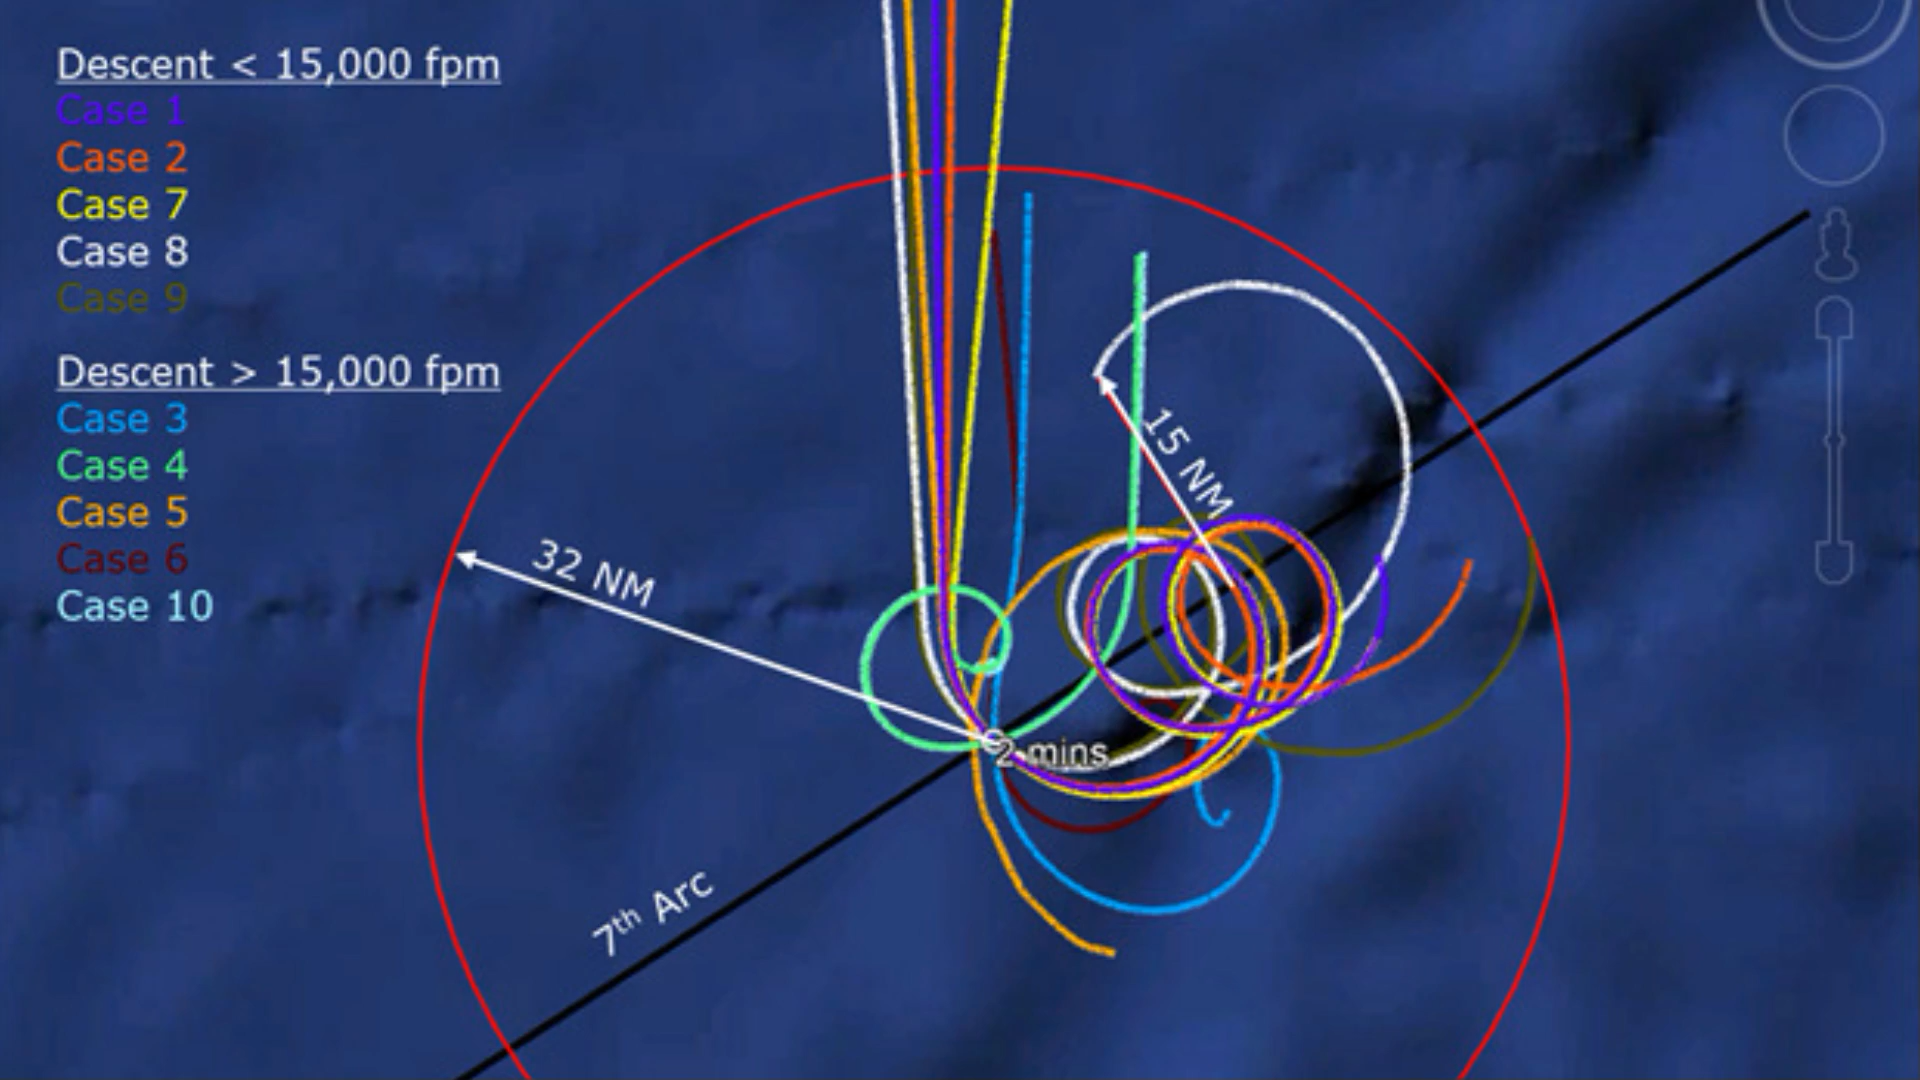 Descent < 15,000 fpm
Case 1
Case 2
Case 7
Case 8
Case 9
Descent > 15,000 fpm
Case 3
Case 4
Case 5
Case 6
Case 10
15 NM
32 NM
2 mins
7th Arc